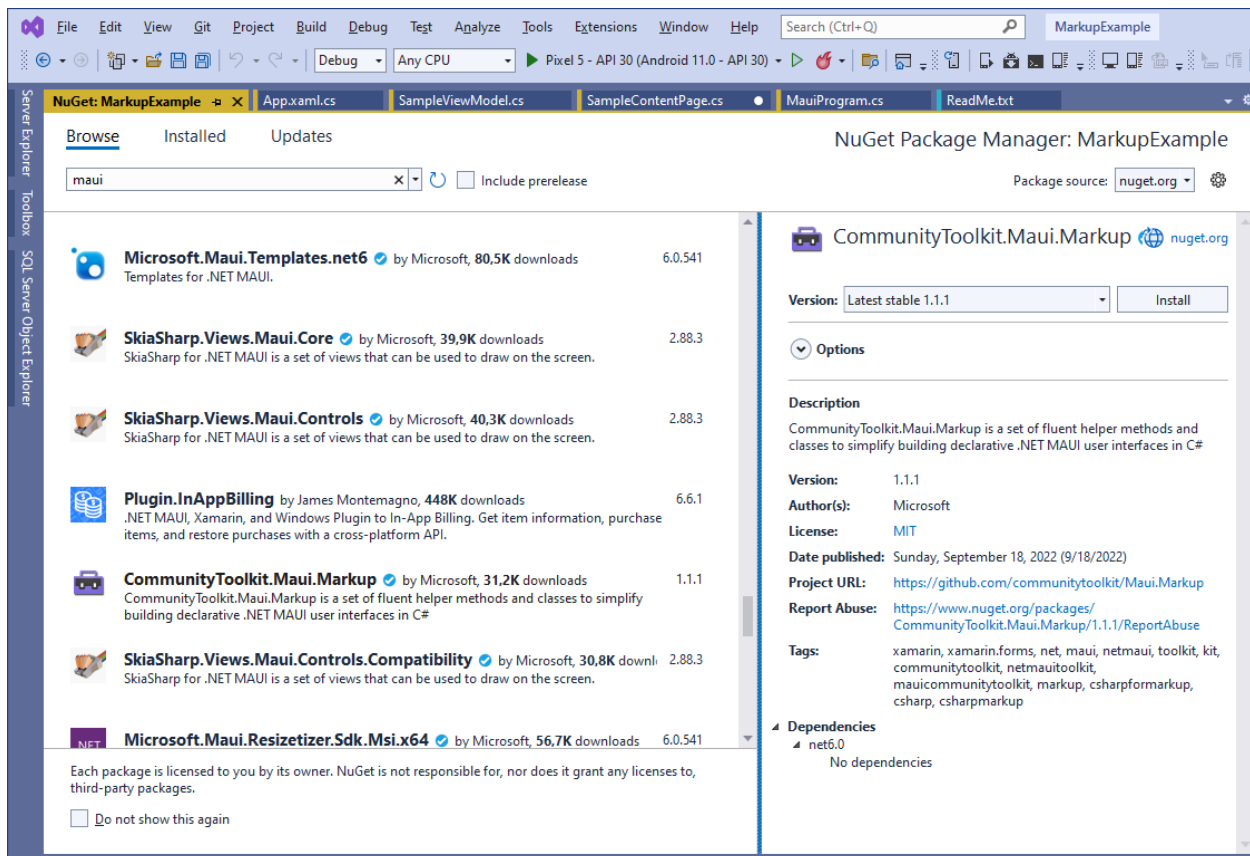 File Edit View Git Project Build Debug Test Analyze Tools Extensions Window Help Search (Ctrl+Q) MarkupExample
Debug Any CPU Pixel 5 - API 30 (Android 11.0 - API 30)
NuGet: MarkupExample App.xaml.cs SampleViewModel.cs SampleContentPage.cs MauiProgram.cs ReadMe.txt
Server Explorer
Toolbox
SQL Server Object Explorer
Browse Installed Updates
NuGet Package Manager: MarkupExample
maui Include prerelease
Package source: nuget.org
Microsoft.Maui.Templates.net6 by Microsoft, 80,5K downloads 6.0.541
Templates for .NET MAUI.
SkiaSharp.Views.Maui.Core by Microsoft, 39,9K downloads 2.88.3
SkiaSharp for .NET MAUI is a set of views that can be used to draw on the screen.
SkiaSharp.Views.Maui.Controls by Microsoft, 40,3K downloads 2.88.3
SkiaSharp for .NET MAUI is a set of views that can be used to draw on the screen.
Plugin.InAppBilling by James Montemagno, 448K downloads 6.6.1
.NET MAUI, Xamarin, and Windows Plugin to In-App Billing. Get item information, purchase
items, and restore purchases with a cross-platform API.
CommunityToolkit.Maui.Markup by Microsoft, 31,2K downloads 1.1.1
CommunityToolkit.Maui.Markup is a set of fluent helper methods and classes to simplify
building declarative .NET MAUI user interfaces in C#
SkiaSharp.Views.Maui.Controls.Compatibility by Microsoft, 30,8K downl 2.88.3
SkiaSharp for .NET MAUI is a set of views that can be used to draw on the screen.
NET Microsoft.Maui.Resizetizer.Sdk.Msi.x64 by Microsoft, 56,7K downloads 6.0.541
Each package is licensed to you by its owner. NuGet is not responsible for, nor does it grant any licenses to,
third-party packages.
Do not show this again
CommunityToolkit.Maui.Markup nuget.org
Version: Latest stable 1.1.1 Install
Options
Description
CommunityToolkit.Maui.Markup is a set of fluent helper methods and
classes to simplify building declarative .NET MAUI user interfaces in C#
Version: 1.1.1
Author(s): Microsoft
License: MIT
Date published: Sunday, September 18, 2022 (9/18/2022)
Project URL: https://github.com/communitytoolkit/Maui.Markup
Report Abuse: https://www.nuget.org/packages/
CommunityToolkit.Maui.Markup/1.1.1/ReportAbuse
Tags: xamarin, xamarin.forms, net, maui, netmaui, toolkit, kit,
communitytoolkit, netmauitoolkit,
mauicommunitytoolkit, markup, csharpformarkup,
csharp, csharpmarkup
Dependencies
net6.0
No dependencies